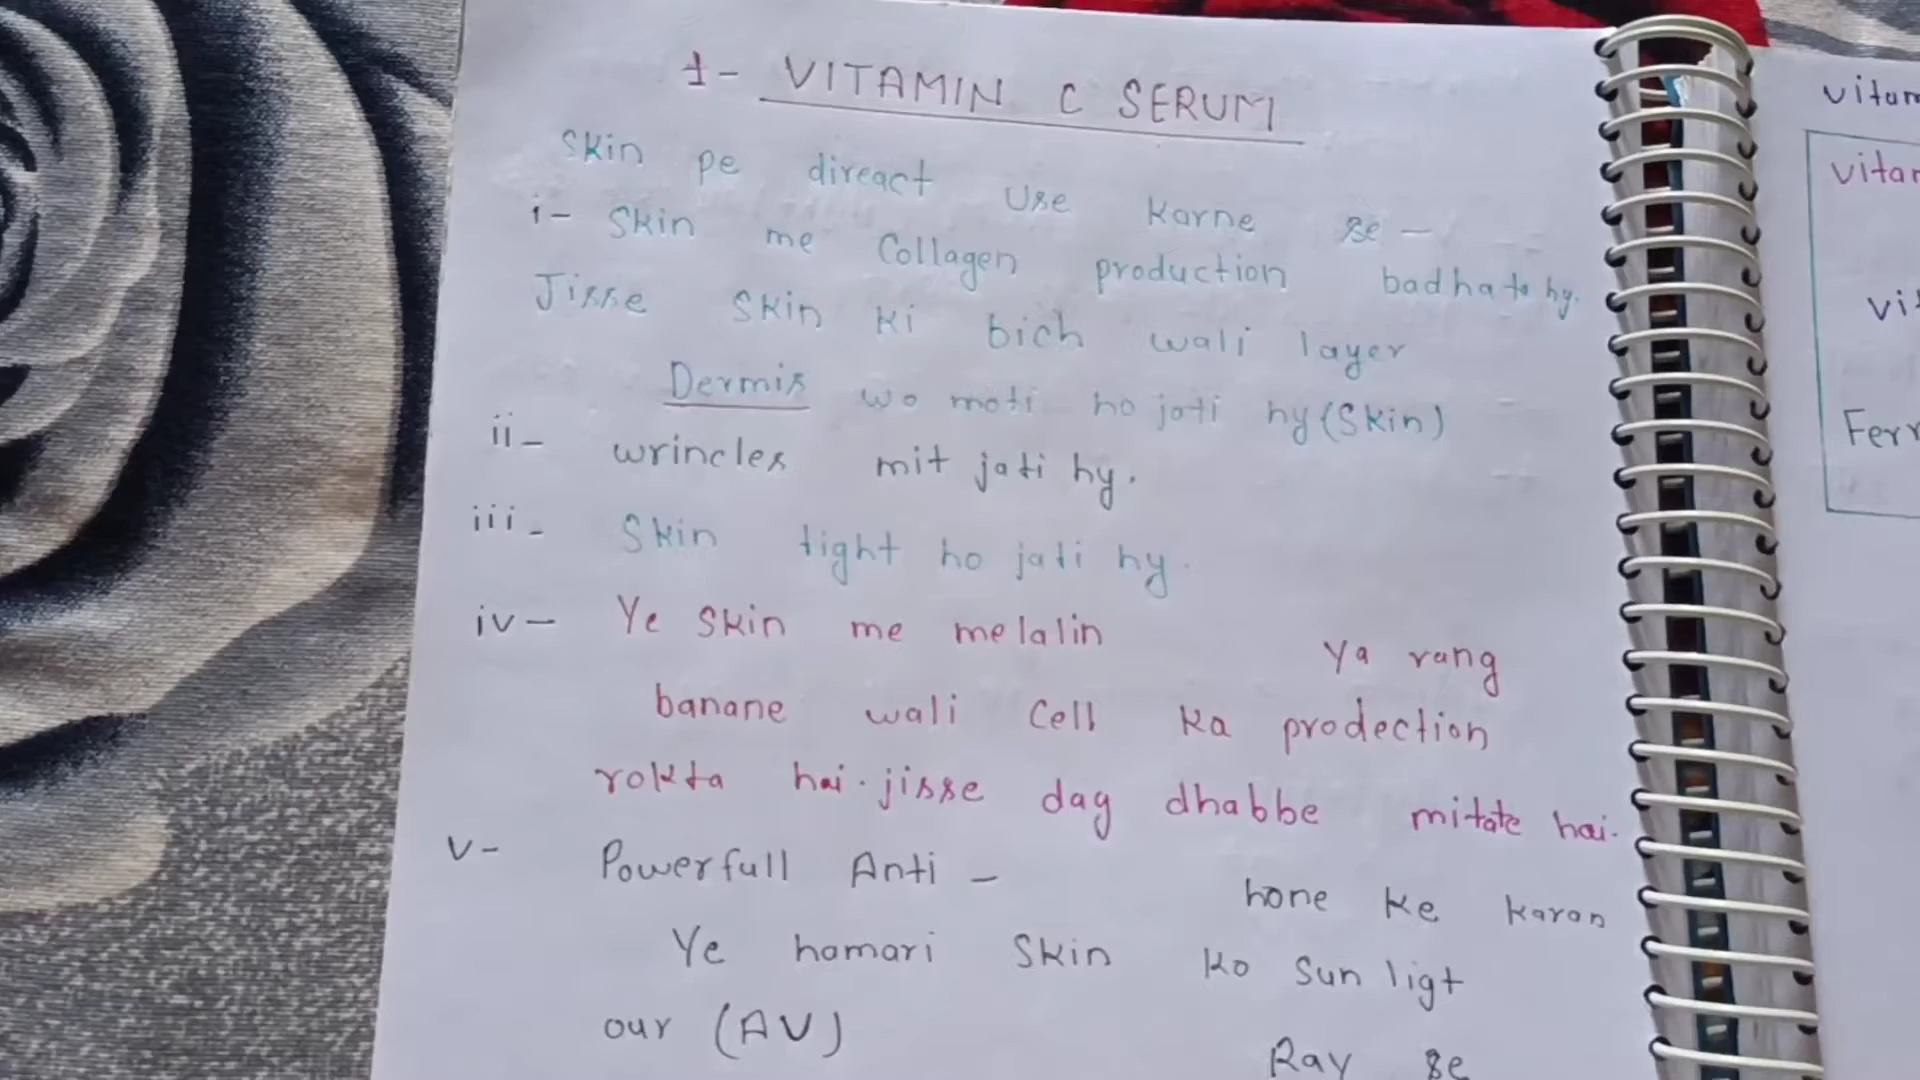 1- VITAMIN C SERUM
Skin pe direact Use Karne se -
i- Skin me Collagen production badhata hy.
Jisse Skin Ki bich wali layer
Dermis wo moti ho jati hy (Skin)
ii- wrincles mit jati hy.
iii- Skin tight ho jati hy.
iv- Ye Skin me melalin Ya rang
banane wali Cell Ka prodection
rokta hai. jisse dag dhabbe mitate hai.
v- Powerfull Anti - hone Ke Karan
Ye hamari Skin Ko Sun ligt
our (AV) Ray se
vitam
vitam
vit
Ferr